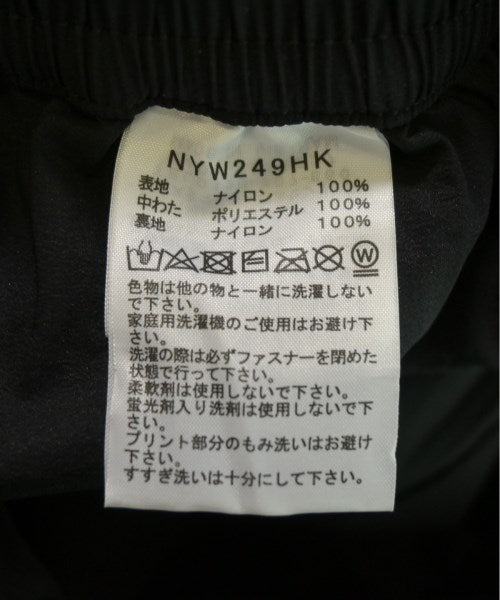 NYW249HK
表地 ナイロン 100%
中わた ポリエステル 100%
裏地 ナイロン 100%
W
色物は他の物と一緒に洗濯しない
で下さい。
家庭用洗濯機のご使用はお避け下
さい。
洗濯の際は必ずファスナーを閉めた
状態で行って下さい。
柔軟剤は使用しないで下さい。
蛍光剤入り洗剤は使用しないで下
さい。
プリント部分のもみ洗いはお避け
下さい。
すすぎ洗いは十分にして下さい。